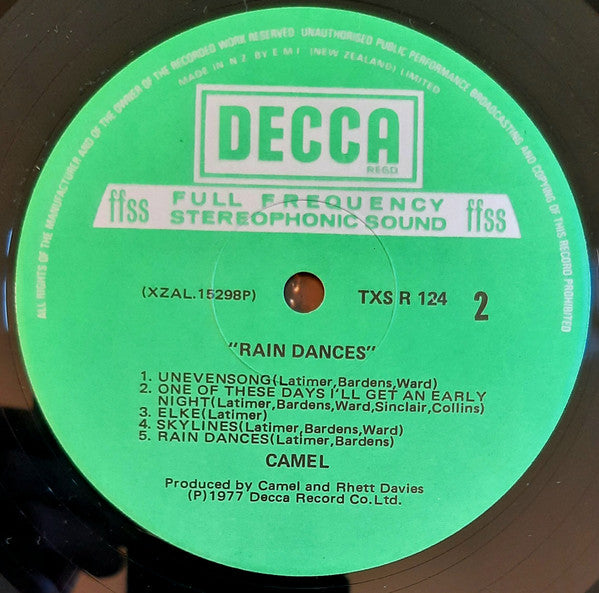 ALL RIGHTS OF THE MANUFACTURER AND OF THE OWNER OF THE RECORDED WORK RESERVED. UNAUTHORISED PUBLIC PERFORMANCE BROADCASTING AND COPYING OF THIS RECORD PROHIBITED
MADE IN N.Z. BY E.M.I. (NEW ZEALAND) LIMITED
DECCA
REGD
ffss FULL FREQUENCY STEREOPHONIC SOUND ffss
(XZAL.15298P) TXS R 124 2
"RAIN DANCES"
1. UNEVENSONG(Latimer,Bardens,Ward)
2. ONE OF THESE DAYS I'LL GET AN EARLY
NIGHT(Latimer,Bardens,Ward,Sinclair,Collins)
3. ELKE(Latimer)
4. SKYLINES(Latimer,Bardens,Ward)
5. RAIN DANCES(Latimer,Bardens)
CAMEL
Produced by Camel and Rhett Davies
(P)1977 Decca Record Co.Ltd.